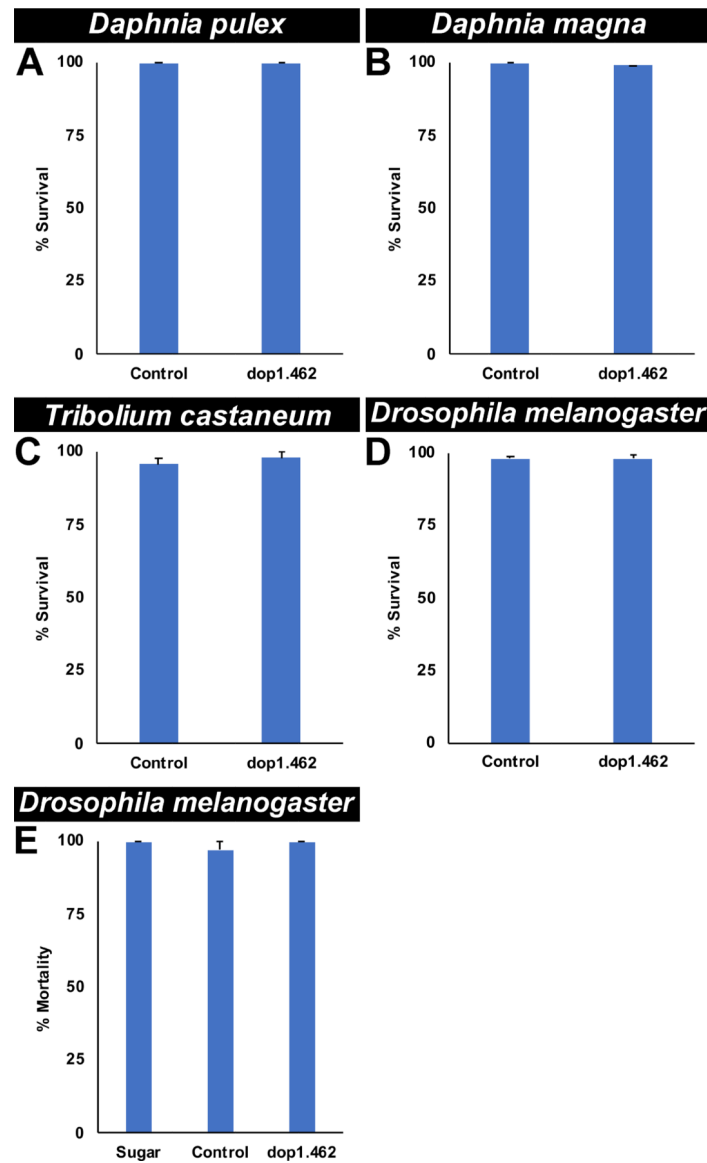 Daphnia pulex
Daphnia magna
A
100
75
50
25
0
% Survival
Control dop1.462
B
100
75
50
25
0
% Survival
Control dop1.462
Tribolium castaneum
Drosophila melanogaster
C
100
75
50
25
0
% Survival
Control dop1.462
D
100
75
50
25
0
% Survival
Control dop1.462
Drosophila melanogaster
E
100
75
50
25
0
% Mortality
Sugar Control dop1.462